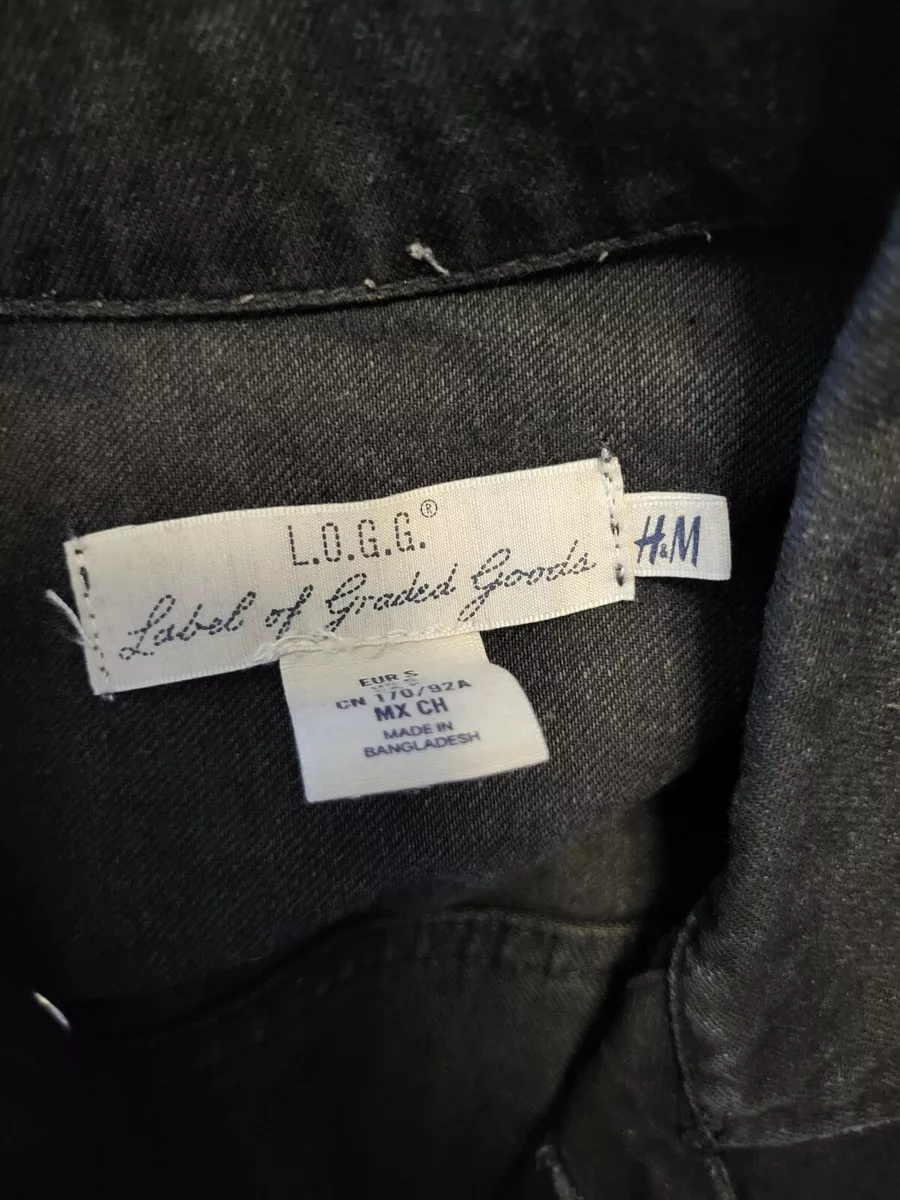 L.O.G.G.®
Label of Graded Goods
H&M
EUR S
CN 170/92A
MX CH
MADE IN
BANGLADESH